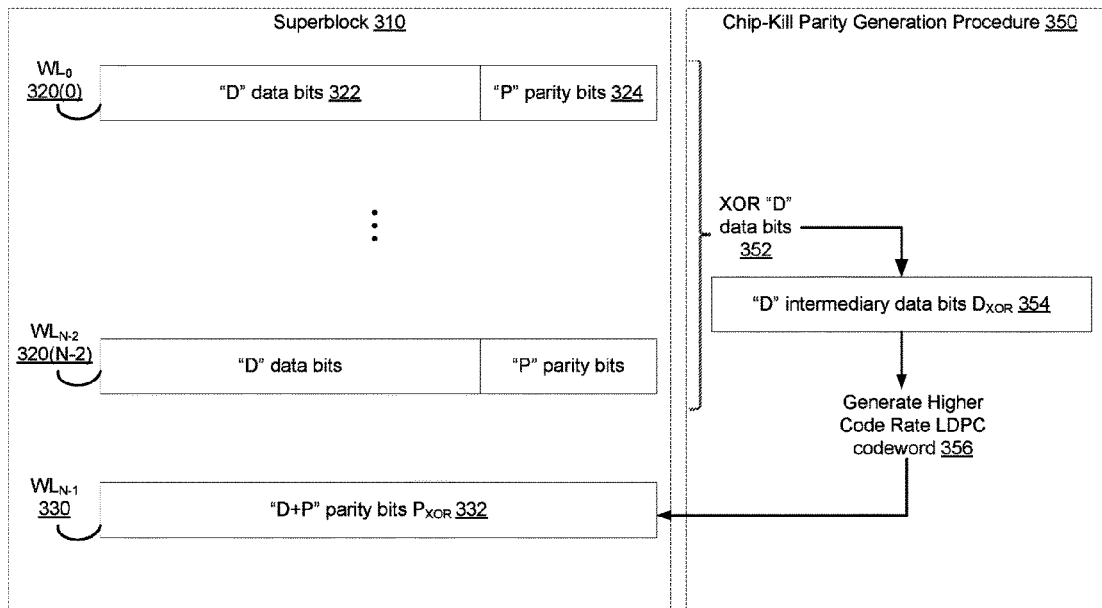 Superblock 310
Chip-Kill Parity Generation Procedure 350
WL0
320(0)
"D" data bits 322
"P" parity bits 324
XOR "D"
data bits
352
"D" intermediary data bits DXOR 354
WLN-2
320(N-2)
"D" data bits
"P" parity bits
Generate Higher
Code Rate LDPC
codeword 356
WLN-1
330
"D+P" parity bits PXOR 332